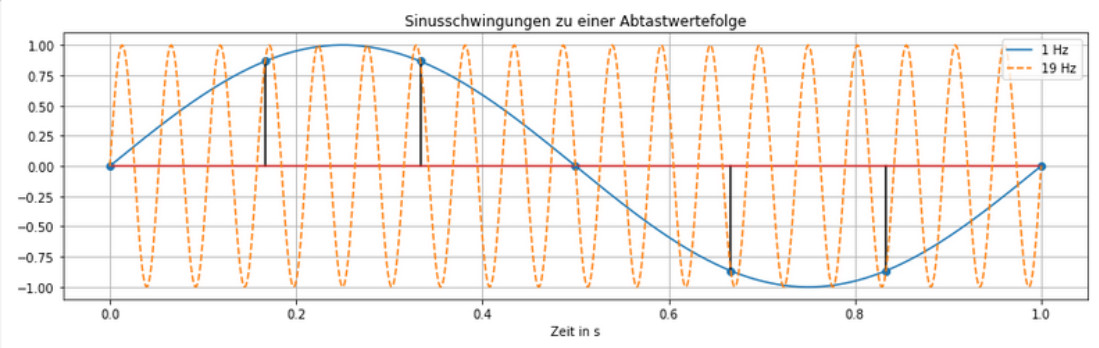 Sinusschwingungen zu einer Abtastwertefolge
1.00
0.75
0.50
0.25
0.00
−0.25
−0.50
−0.75
−1.00
1 Hz
19 Hz
0.0 0.2 0.4 0.6 0.8 1.0
Zeit in s